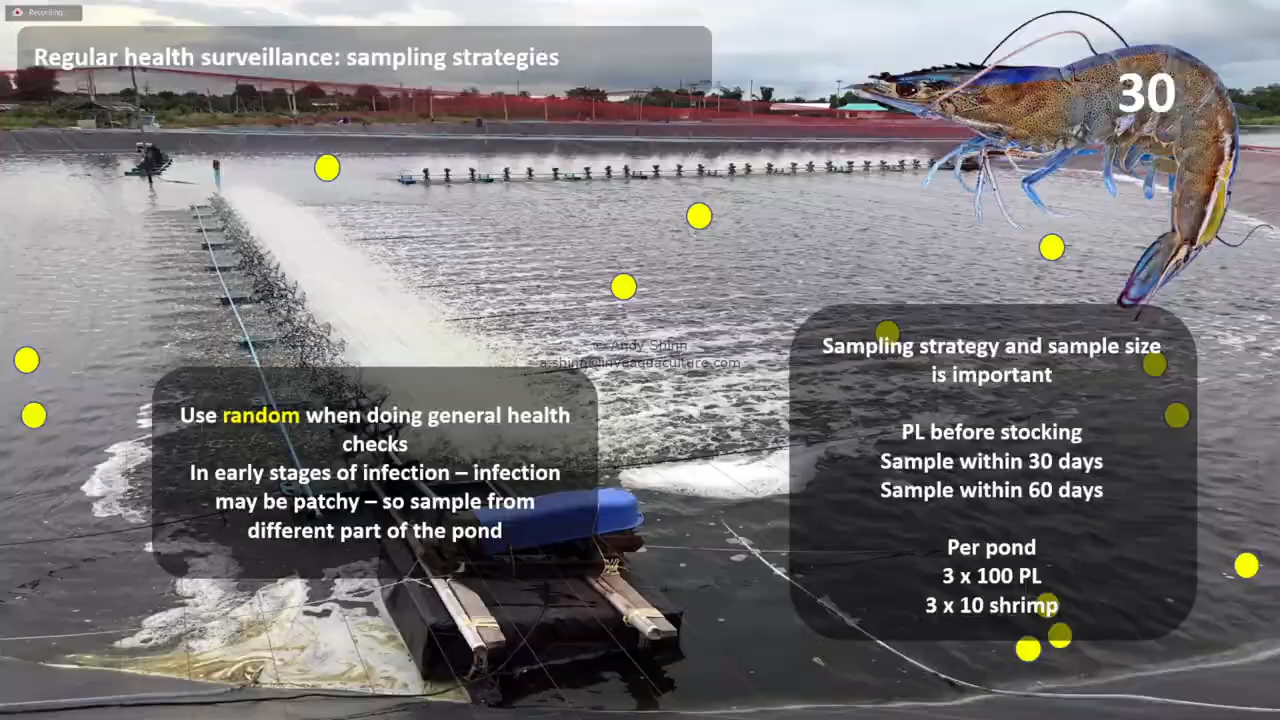 Recording
Regular health surveillance: sampling strategies
30
© Andy Shinn
a.shinn@inveaquaculture.com
Sampling strategy and sample size
is important
PL before stocking
Sample within 30 days
Sample within 60 days
Per pond
3 x 100 PL
3 x 10 shrimp
Use random when doing general health
checks
In early stages of infection – infection
may be patchy – so sample from
different part of the pond